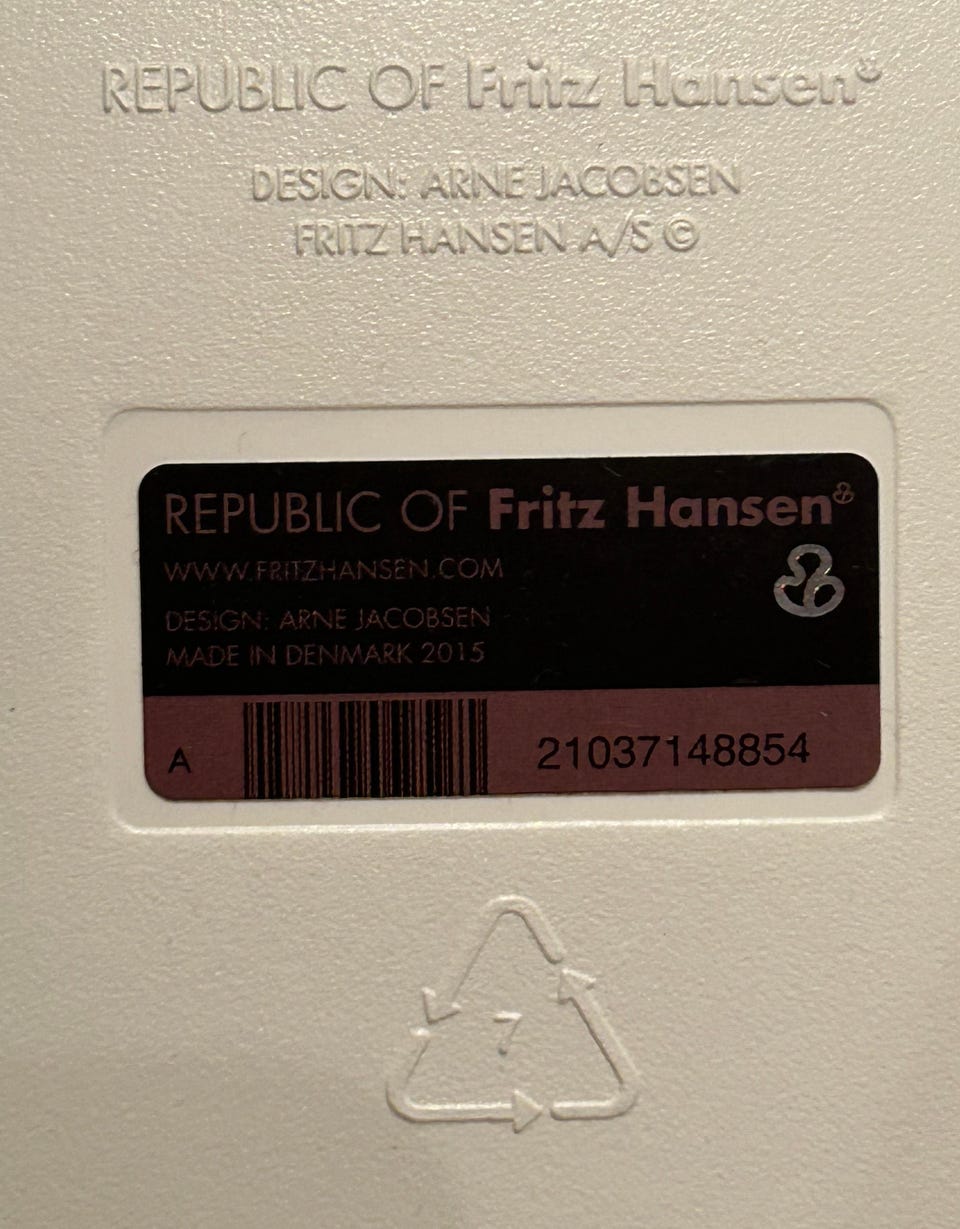 REPUBLIC OF Fritz Hansen®
DESIGN: ARNE JACOBSEN
FRITZ HANSEN A/S ©
REPUBLIC OF Fritz Hansen
WWW.FRITZHANSEN.COM
DESIGN: ARNE JACOBSEN
MADE IN DENMARK 2015
A 21037148854
7